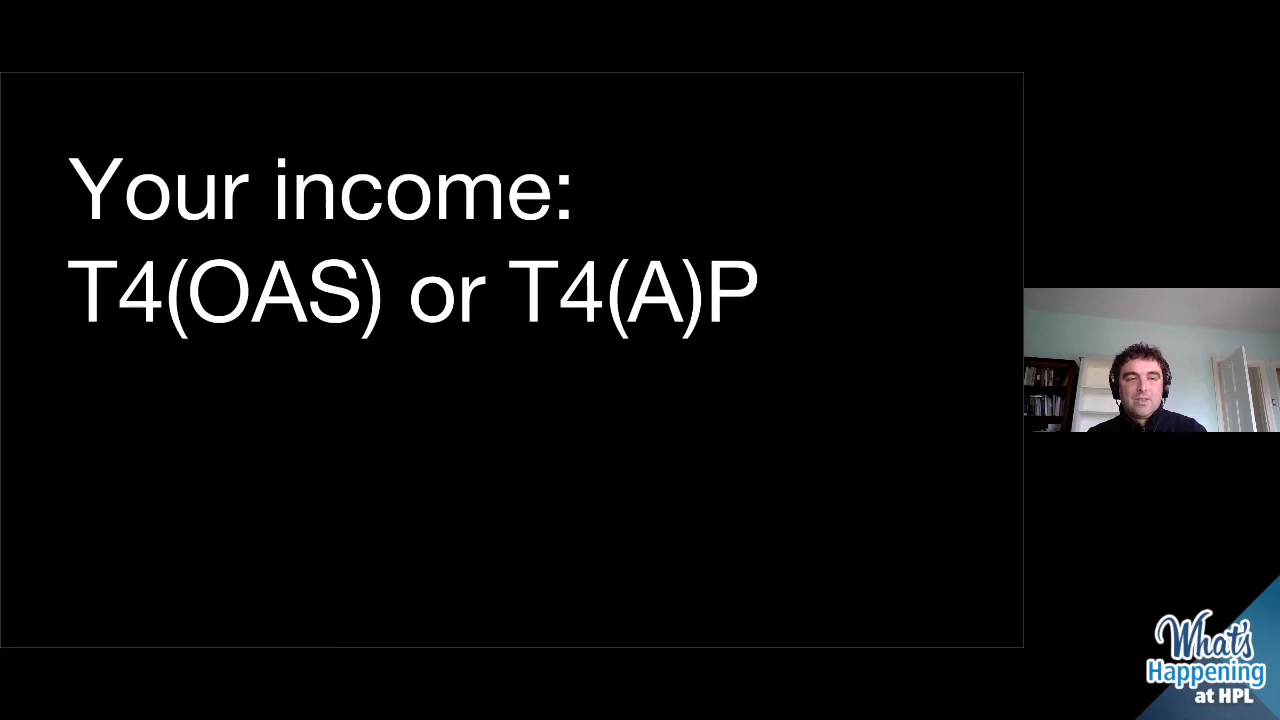 Your income:
T4(OAS) or T4(A)P
What's
Happening
at HPL